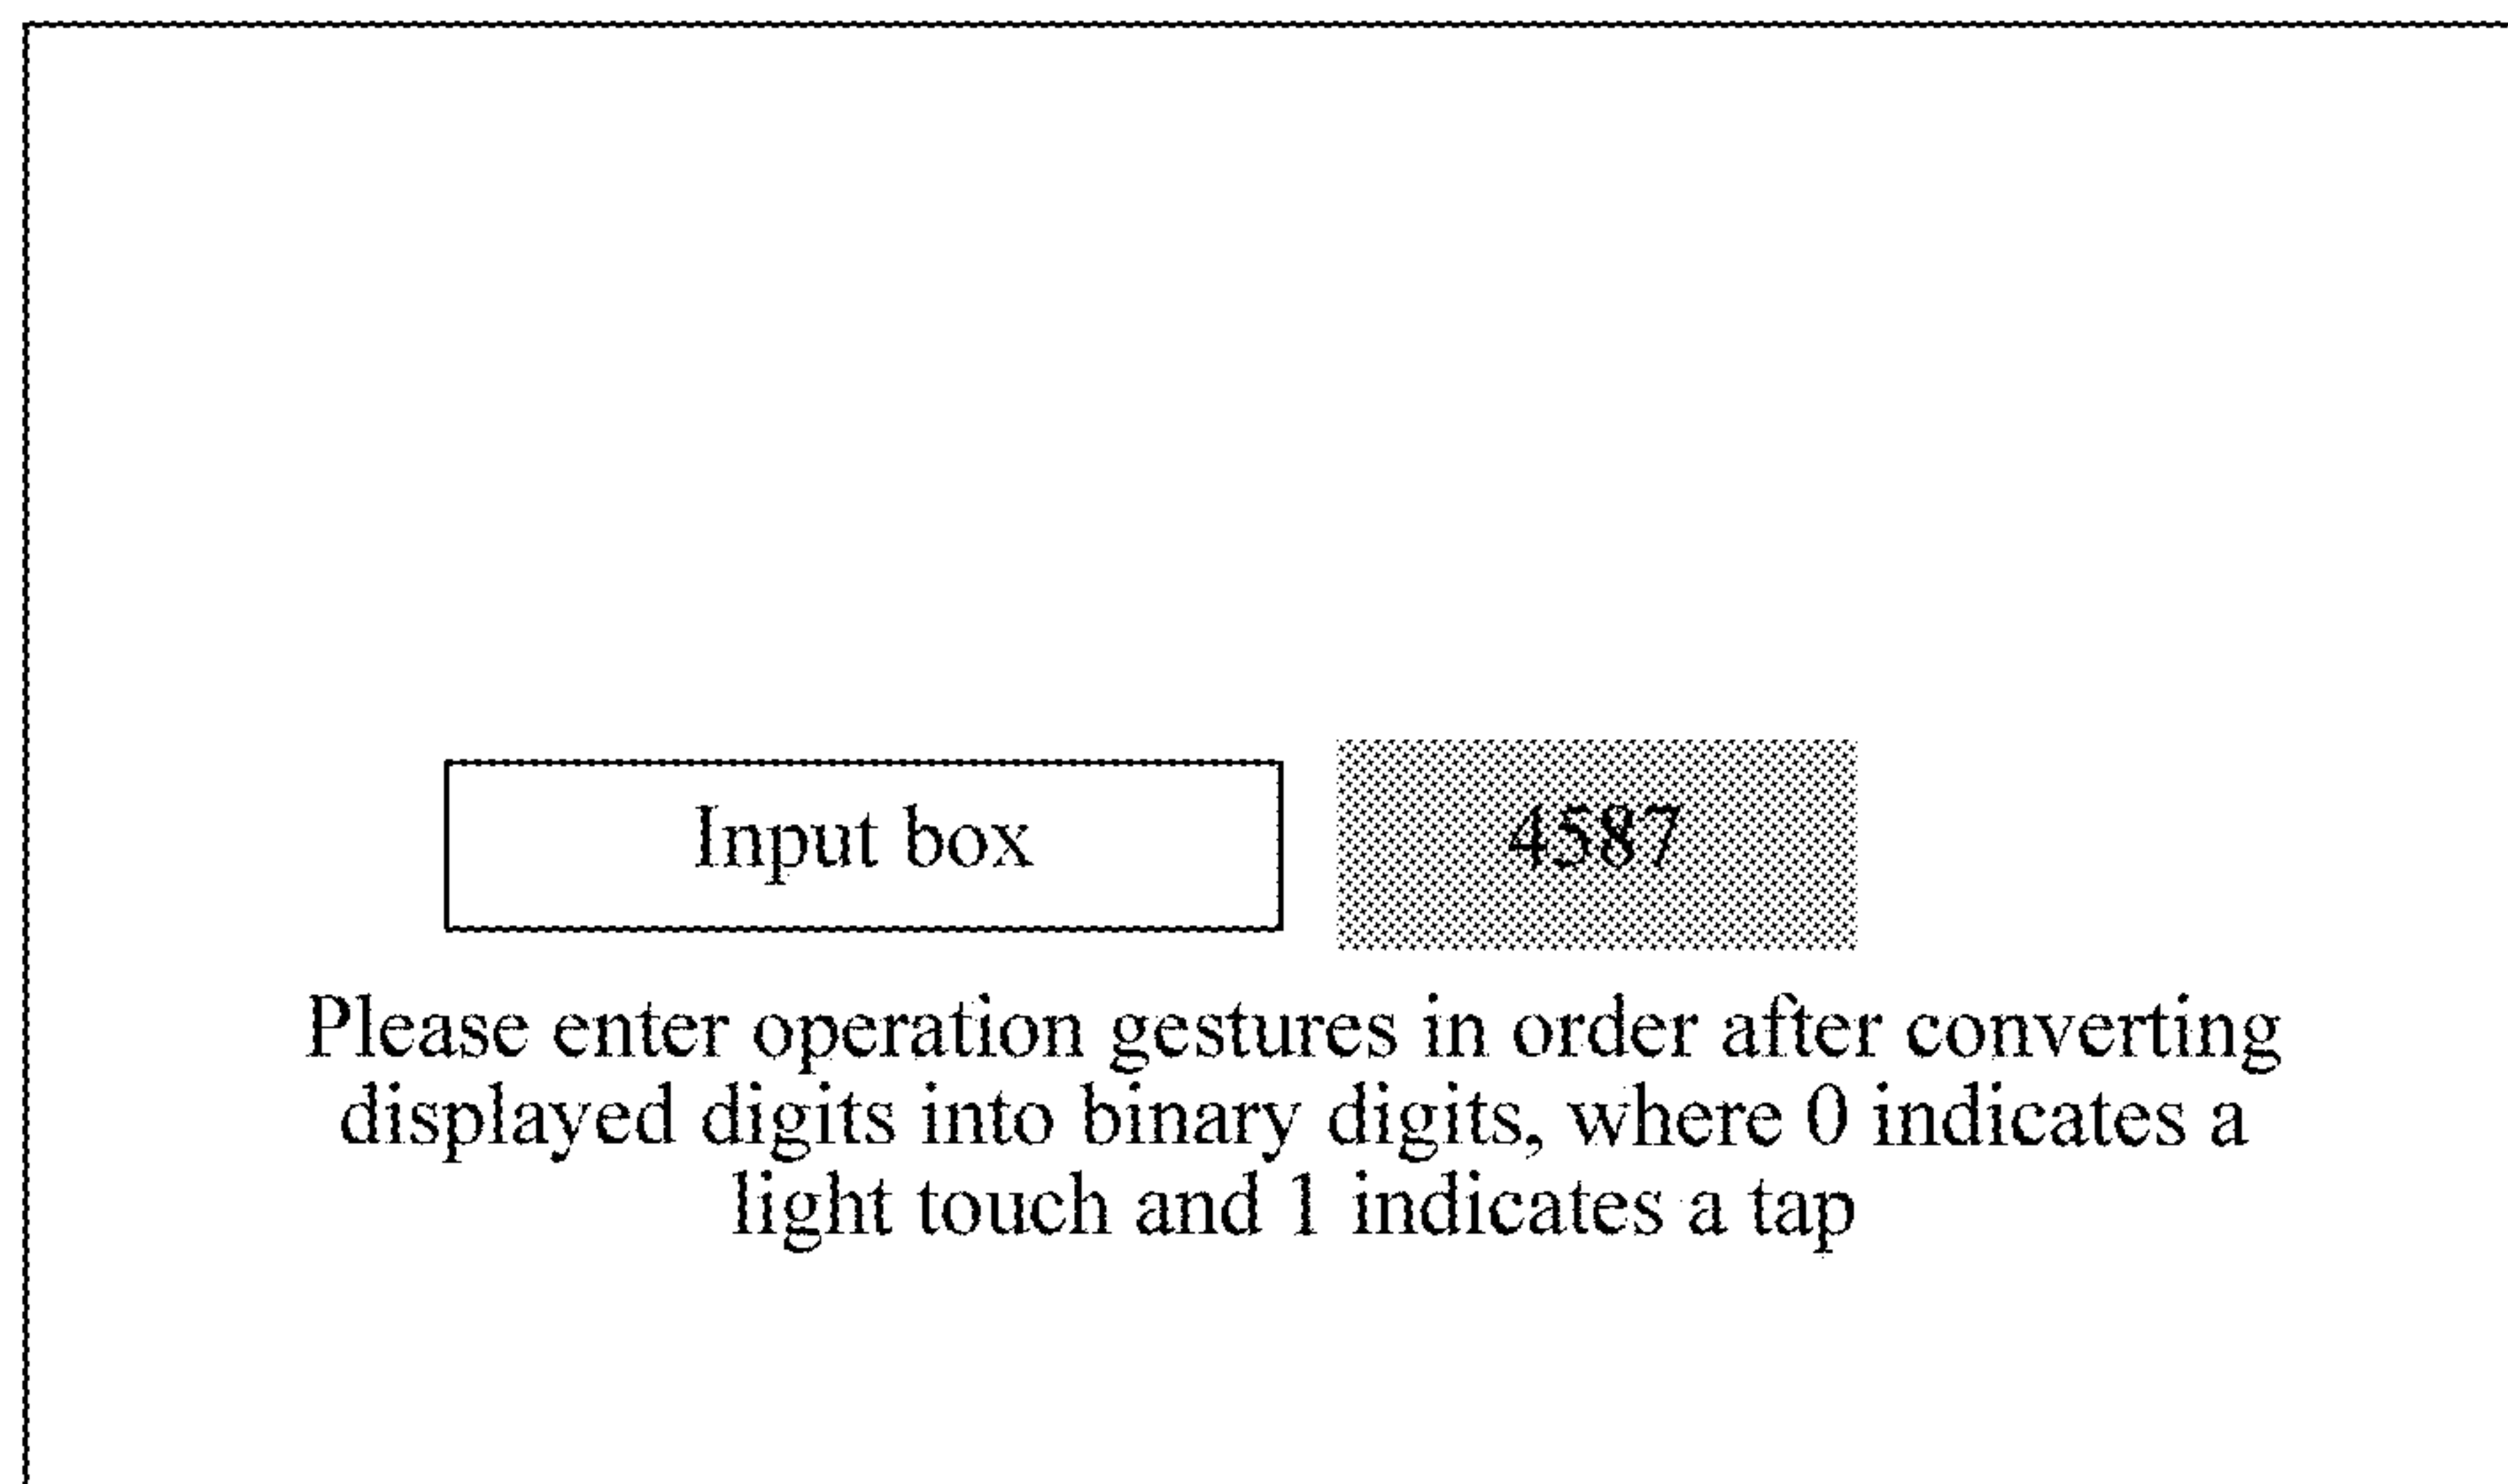 Input box 4587
Please enter operation gestures in order after converting
displayed digits into binary digits, where 0 indicates a
light touch and 1 indicates a tap